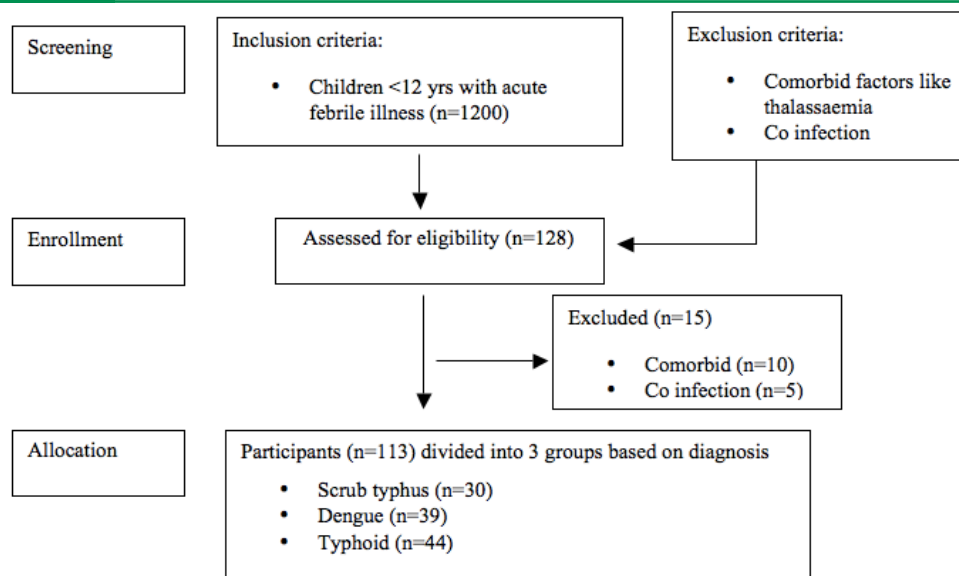 Screening
Inclusion criteria:
• Children <12 yrs with acute
febrile illness (n=1200)
Exclusion criteria:
• Comorbid factors like
thalassaemia
• Co infection
Enrollment
Assessed for eligibility (n=128)
Excluded (n=15)
• Comorbid (n=10)
• Co infection (n=5)
Allocation
Participants (n=113) divided into 3 groups based on diagnosis
• Scrub typhus (n=30)
• Dengue (n=39)
• Typhoid (n=44)